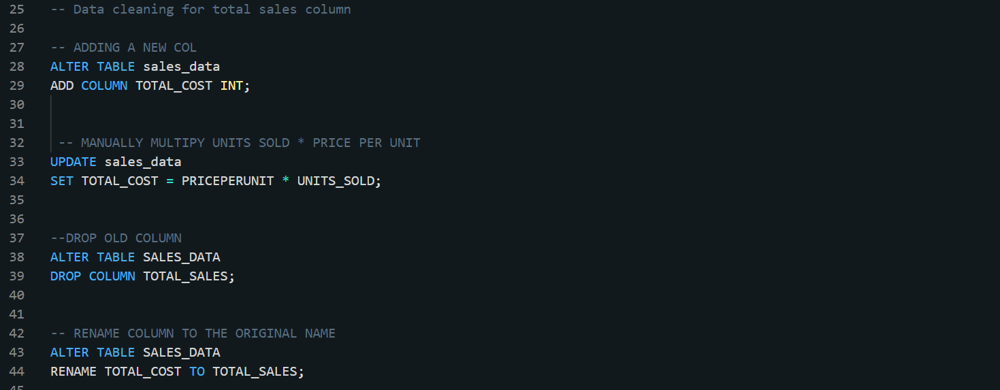 25 -- Data cleaning for total sales column
26
27 -- ADDING A NEW COL
28 ALTER TABLE sales_data
29 ADD COLUMN TOTAL_COST INT;
30
31
32 -- MANUALLY MULTIPY UNITS SOLD * PRICE PER UNIT
33 UPDATE sales_data
34 SET TOTAL_COST = PRICEPERUNIT * UNITS_SOLD;
35
36
37 --DROP OLD COLUMN
38 ALTER TABLE SALES_DATA
39 DROP COLUMN TOTAL_SALES;
40
41
42 -- RENAME COLUMN TO THE ORIGINAL NAME
43 ALTER TABLE SALES_DATA
44 RENAME TOTAL_COST TO TOTAL_SALES;
45